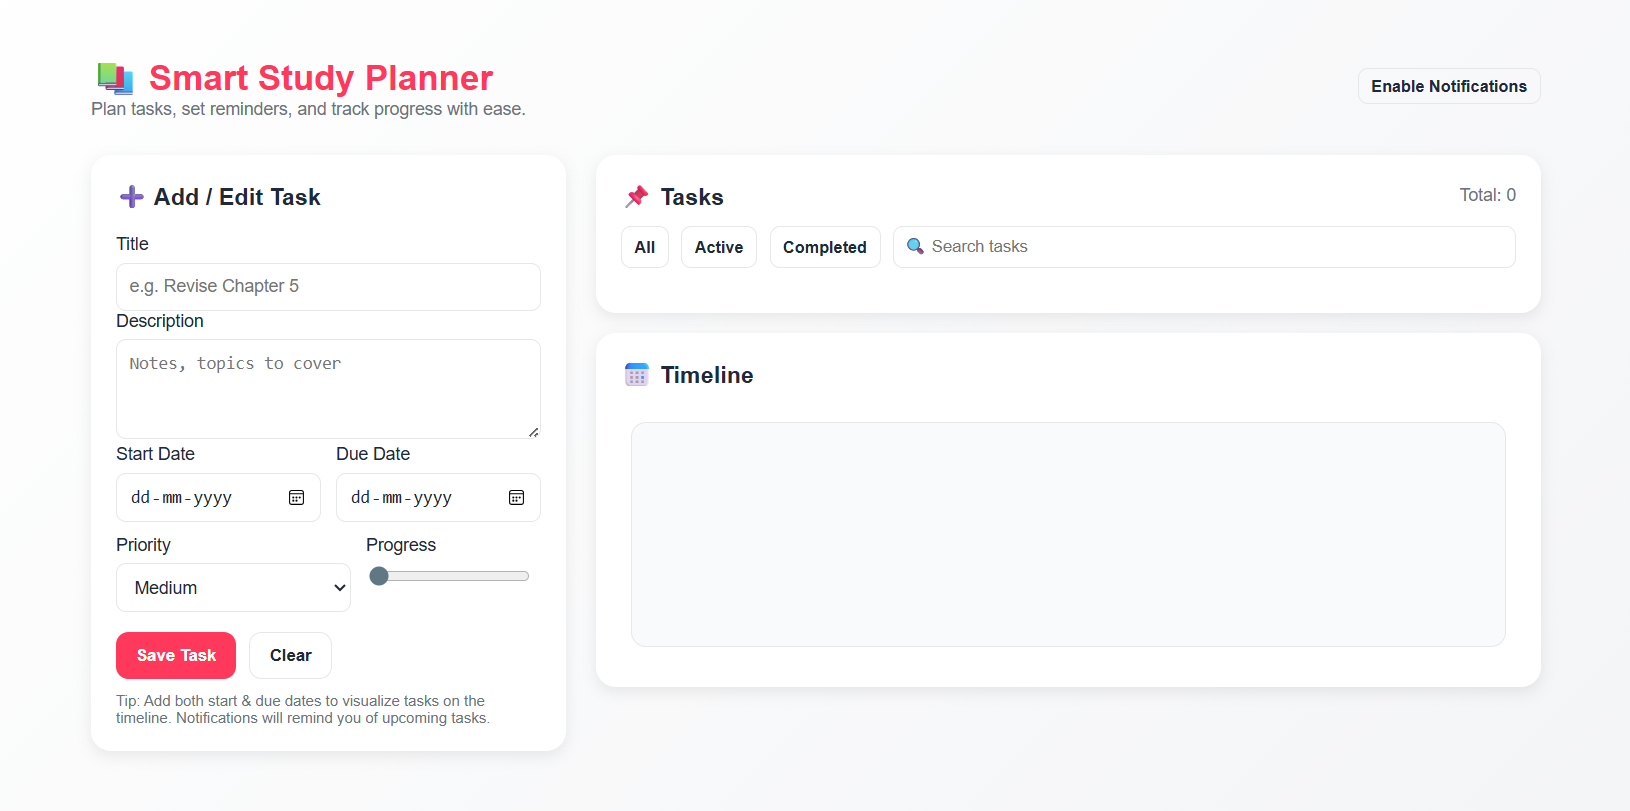 Smart Study Planner
Plan tasks, set reminders, and track progress with ease.
Enable Notifications
Add / Edit Task
Title
e.g. Revise Chapter 5
Description
Notes, topics to cover
Start Date
Due Date
dd-mm-yyyy
dd-mm-yyyy
Priority
Progress
Medium
Save Task
Clear
Tip: Add both start & due dates to visualize tasks on the
timeline. Notifications will remind you of upcoming tasks.
Tasks
Total: 0
All
Active
Completed
Search tasks
Timeline